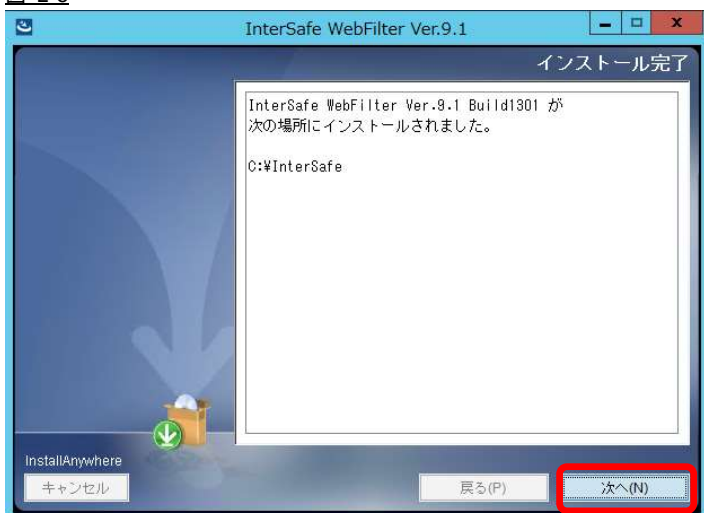 InterSafe WebFilter Ver.9.1
インストール完了
InterSafe WebFilter Ver.9.1 Build1301 が
次の場所にインストールされました。
C:¥InterSafe
InstallAnywhere
キャンセル
戻る(P)
次へ(N)